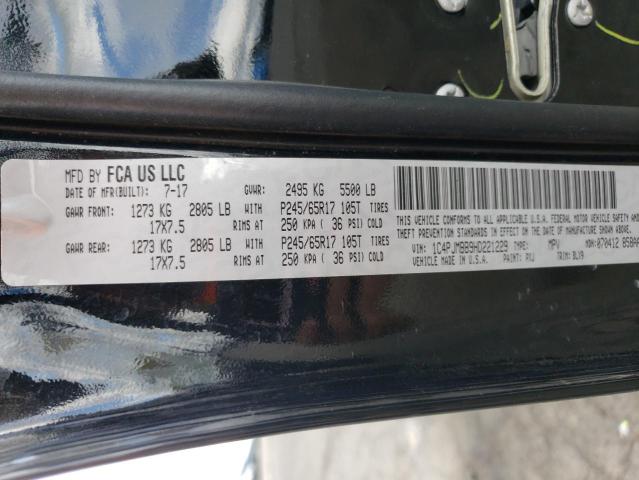 MFD BY FCA US LLC
DATE OF MFR(BUILT): 7-17 GVWR: 2495 KG 5500 LB
GAWR FRONT: 1273 KG 2805 LB WITH P245/65R17 105T TIRES
17X7.5 RIMS AT 250 KPA ( 36 PSI) COLD
GAWR REAR: 1273 KG 2805 LB WITH P245/65R17 105T TIRES
17X7.5 RIMS AT 250 KPA ( 36 PSI) COLD
THIS VEHICLE CONFORMS TO ALL APPLICABLE U.S.A. FEDERAL MOTOR VEHICLE SAFETY
THEFT PREVENTION STANDARDS IN EFFECT ON THE DATE OF MANUFACTURE SHOWN
VIN: 1C4PJMBB9HD221229 TYPE: MPV MDH: 070412
VEHICLE MADE IN U.S.A. PAINT: PXJ TRIM: BLX9